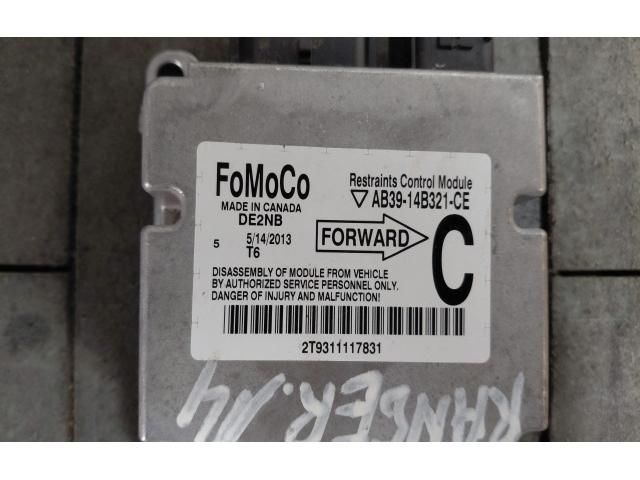 FoMoCo
MADE IN CANADA
DE2NB
5 5/14/2013
T6
Restraints Control Module
▽ AB39-14B321-CE
FORWARD
C
DISASSEMBLY OF MODULE FROM VEHICLE
BY AUTHORIZED SERVICE PERSONNEL ONLY.
DANGER OF INJURY AND MALFUNCTION!
2T9311117831
RANGER.14